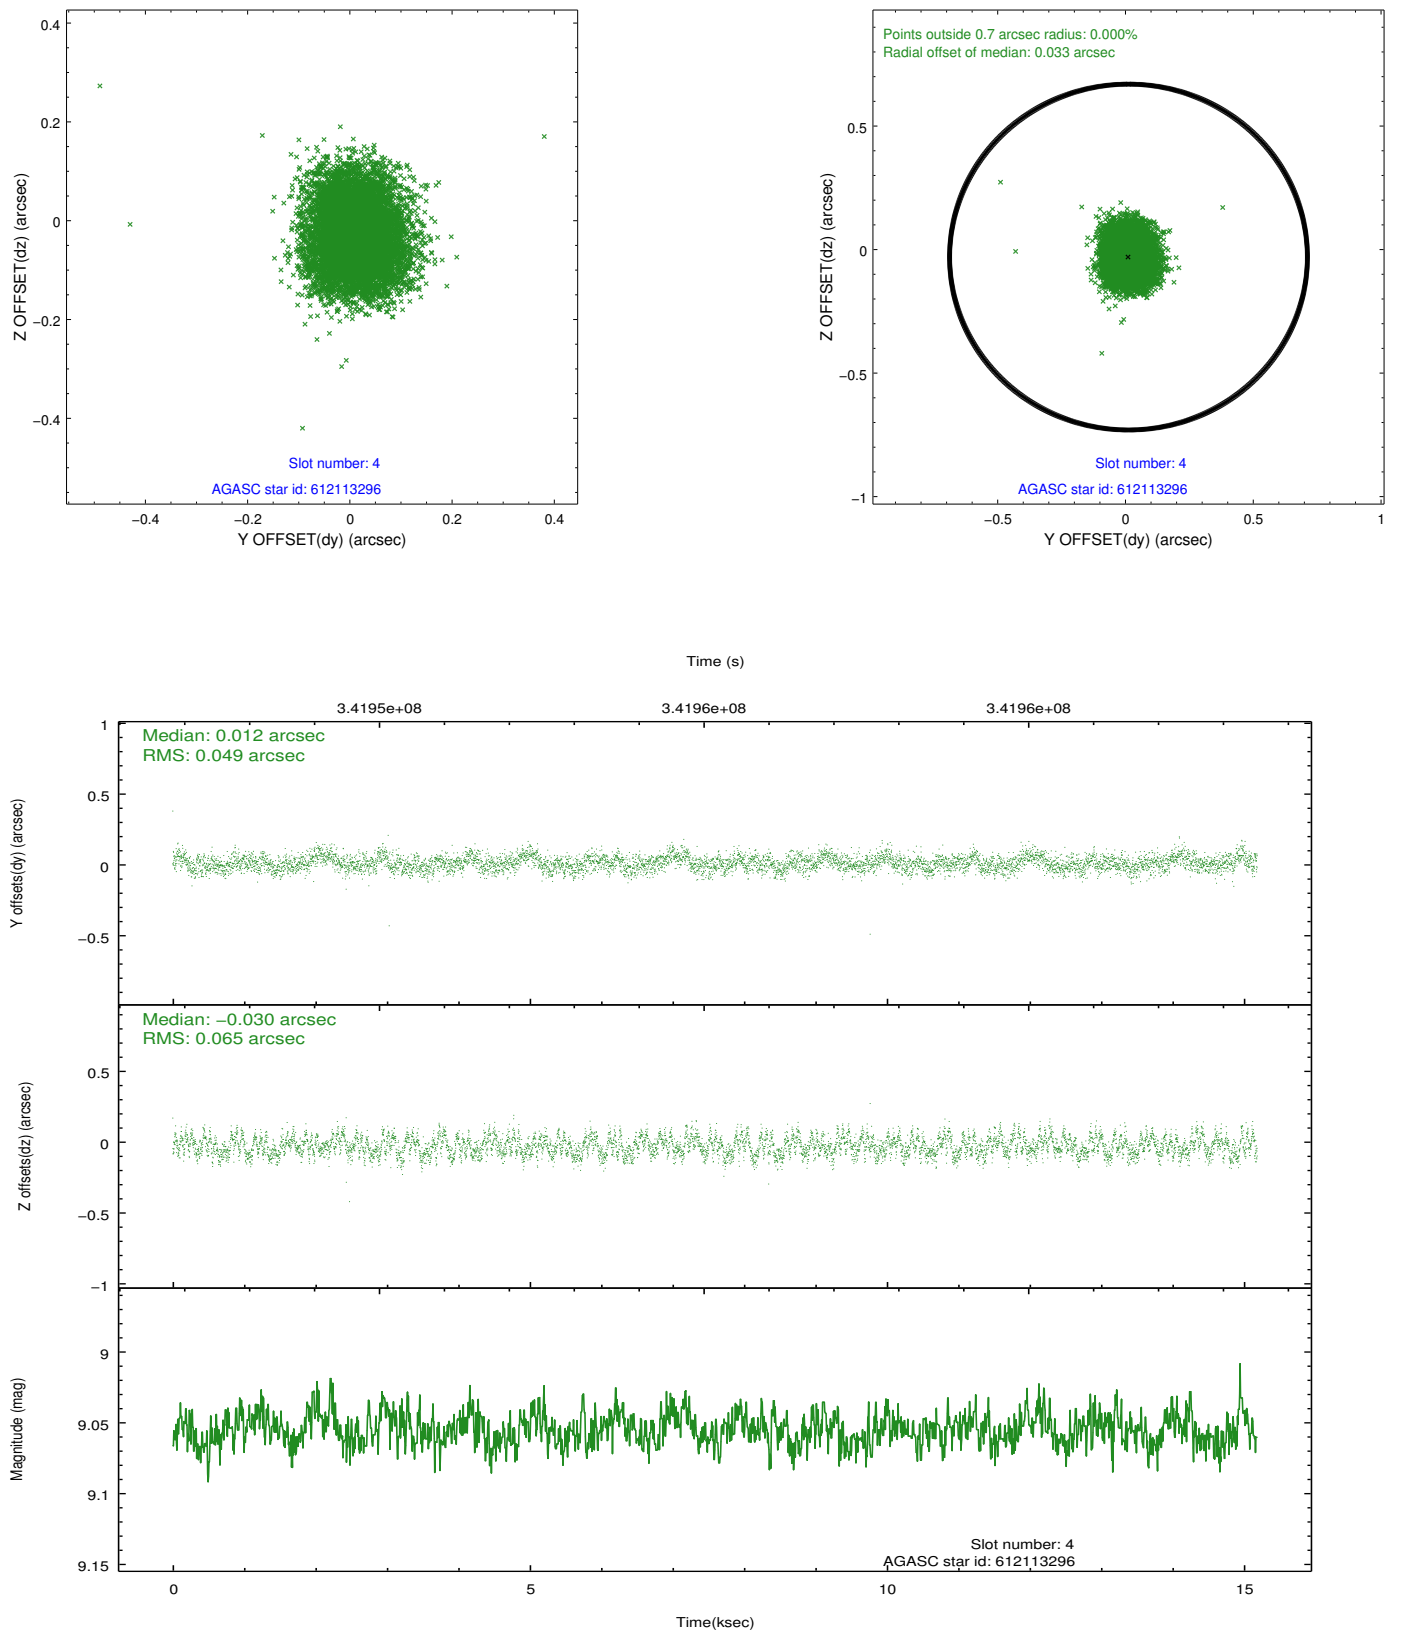 0.4
0.2
0
−0.2
−0.4
Z OFFSET(dz) (arcsec)
Slot number: 4
AGASC star id: 612113296
−0.4 −0.2 0 0.2 0.4
Y OFFSET(dy) (arcsec)
Points outside 0.7 arcsec radius: 0.000%
Radial offset of median: 0.033 arcsec
0.5
0
−0.5
−1
Z OFFSET(dz) (arcsec)
Slot number: 4
AGASC star id: 612113296
−0.5 0 0.5 1
Y OFFSET(dy) (arcsec)
Time (s)
3.4195e+08 3.4196e+08 3.4196e+08
Median: 0.012 arcsec
RMS: 0.049 arcsec
1
0.5
0
−0.5
Y offsets(dy) (arcsec)
Median: −0.030 arcsec
RMS: 0.065 arcsec
0.5
0
−0.5
−1
Z offsets(dz) (arcsec)
9
9.05
9.1
9.15
Magnitude (mag)
Slot number: 4
AGASC star id: 612113296
0 5 10 15
Time(ksec)